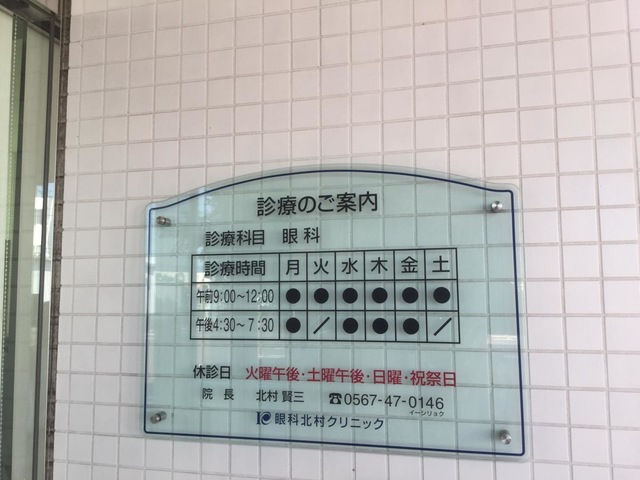 診療のご案内
診療科目 眼科
診療時間 月 火 水 木 金 土
午前9:00~12:00 ● ● ● ● ● ●
午後4:30~7:30 ● / ● ● ● /
休診日 火曜午後・土曜午後・日曜・祝祭日
院長 北村 賢三 ☎0567-47-0146
イーシリョウ
眼科北村クリニック